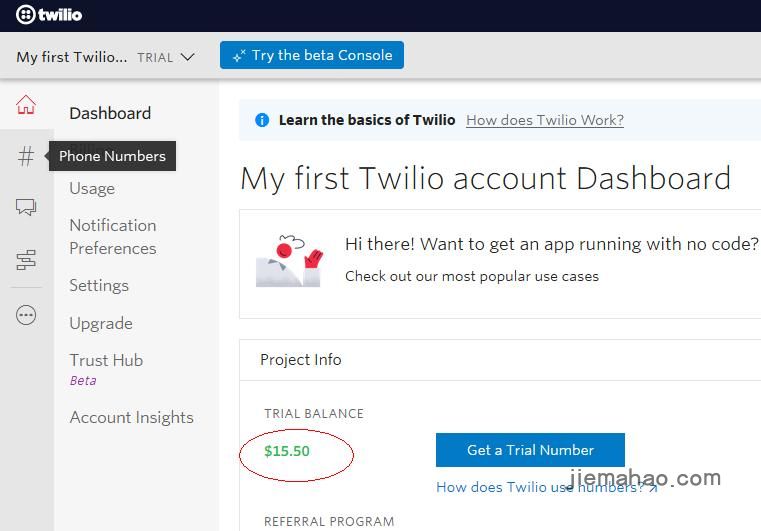 twilio
My first Twilio... TRIAL
Try the beta Console
Dashboard
Phone Numbers
Usage
Notification
Preferences
Settings
Upgrade
Trust Hub
Beta
Account Insights
Learn the basics of Twilio How does Twilio Work?
My first Twilio account Dashboard
Hi there! Want to get an app running with no code?
Check out our most popular use cases
Project Info
TRIAL BALANCE
$15.50
Get a Trial Number
jiemahao.com
How does Twilio use numbers?
REFERRAL PROGRAM